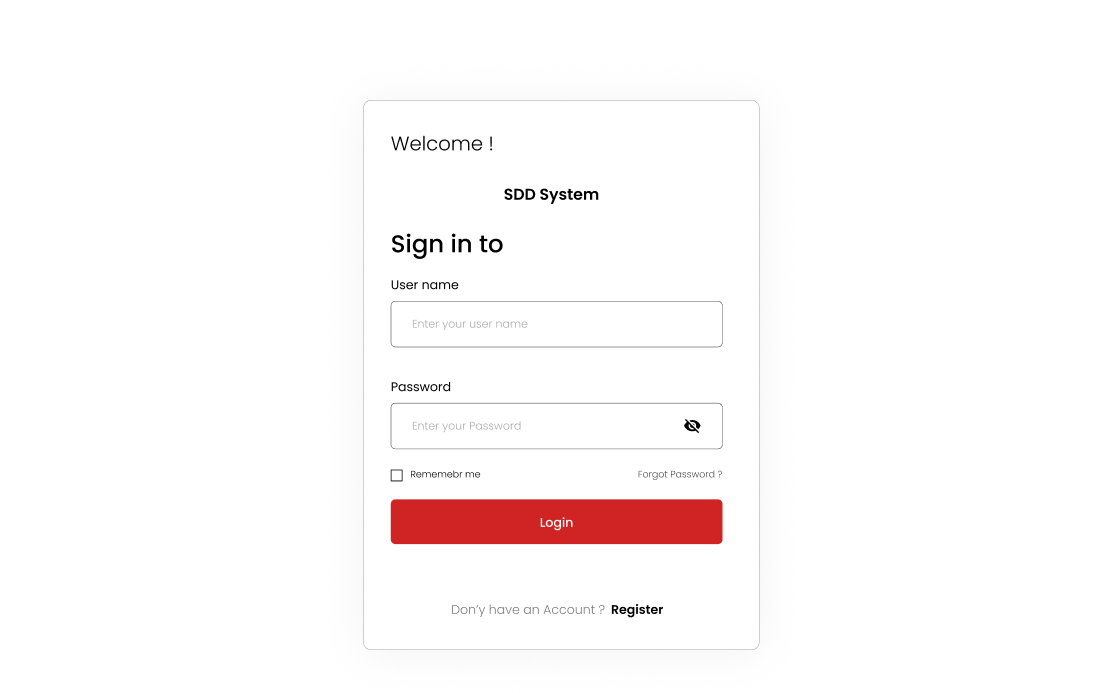 Welcome !
SDD System
Sign in to
User name
Enter your user name
Password
Enter your Password
Rememebr me
Forgot Password ?
Login
Don’y have an Account ? Register